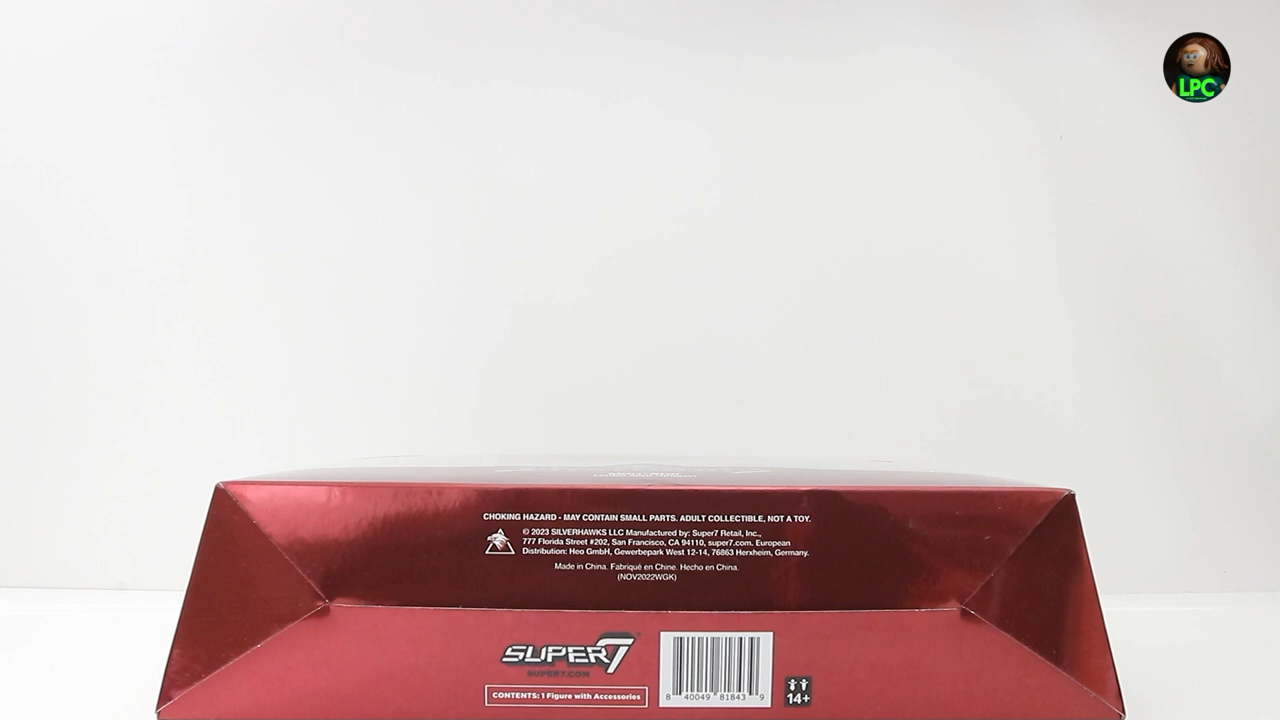 LPC
CHOKING HAZARD - MAY CONTAIN SMALL PARTS. ADULT COLLECTIBLE, NOT A TOY.
© 2023 SILVERHAWKS LLC Manufactured by: Super7 Retail, Inc.,
777 Florida Street #202, San Francisco, CA 94110, super7.com. European
Distribution: Heo GmbH, Gewerbepark West 12-14, 76863 Herxheim, Germany.
Made in China. Fabriqué en Chine. Hecho en China.
(NOV2022WGK)
SUPER7
SUPER7.COM
CONTENTS: 1 Figure with Accessories
8 40049 81843 9
14+